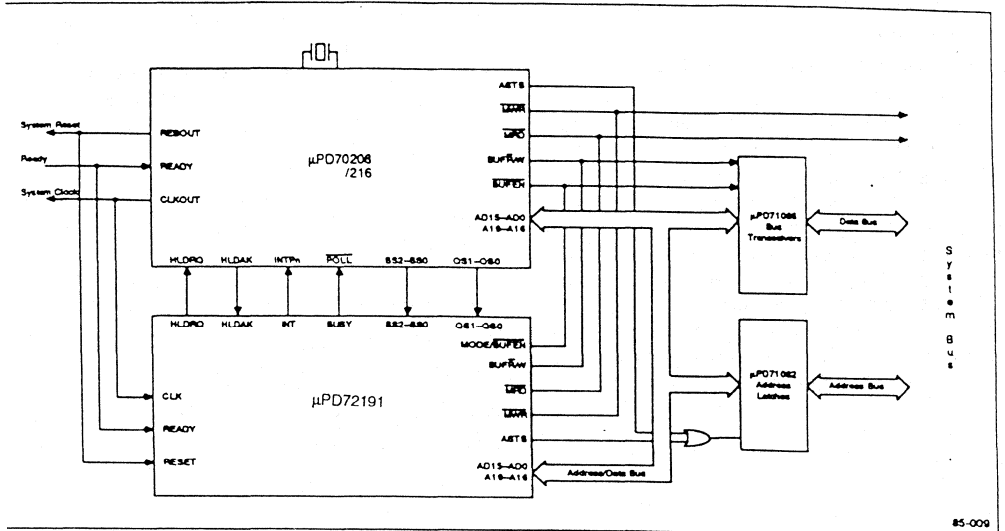 System Reset
Ready
System Clock
RESOUT
READY
CLKOUT
μPD70208
/216
ASTB
MWR
MRD
BUFR/W
BUFEN
AD15–AD0
A19–A16
HLDRQ
HLDAK
INTPn
POLL
BS2–BS0
QS1–QS0
HLDRQ
HLDAK
INT
BUSY
BS2–BS0
QS1–QS0
MODE/BUFEN
BUFR/W
MRD
MWR
ASTB
AD15–AD0
A19–A16
CLK
READY
RESET
μPD72191
Address/Data Bus
μPD71086
Bus
Transceivers
Data Bus
μPD71082
Address
Latches
Address Bus
System Bus
85-009